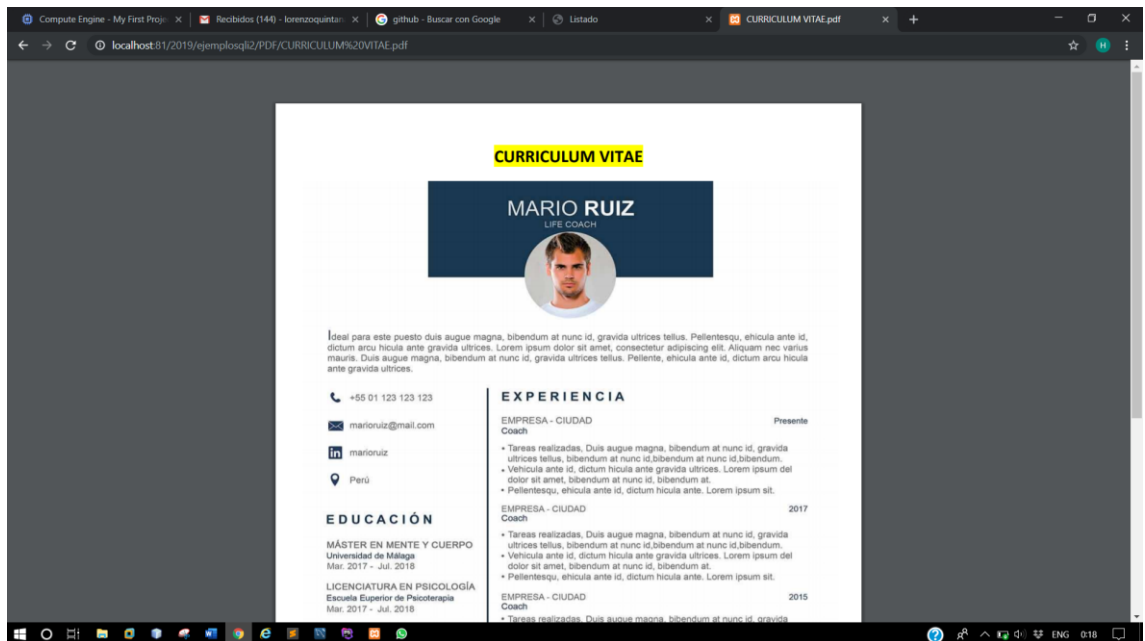 Compute Engine - My First Proje
Recibidos (144) - lorenzoquintan
github - Buscar con Google
Listado
CURRICULUM VITAE.pdf
localhost:81/2019/ejemplosqli2/PDF/CURRICULUM%20VITAE.pdf
H
CURRICULUM VITAE
MARIO RUIZ
LIFE COACH
Ideal para este puesto duis augue magna, bibendum at nunc id, gravida ultrices tellus. Pellentesqu, ehicula ante id,
dictum arcu hicula ante gravida ultrices. Lorem ipsum dolor sit amet, consectetur adipiscing elit. Aliquam nec varius
mauris. Duis augue magna, bibendum at nunc id, gravida ultrices tellus. Pellente, ehicula ante id, dictum arcu hicula
ante gravida ultrices.
+55 01 123 123 123
marioruiz@mail.com
in marioruiz
Perú
EDUCACIÓN
MÁSTER EN MENTE Y CUERPO
Universidad de Málaga
Mar. 2017 - Jul. 2018
LICENCIATURA EN PSICOLOGÍA
Escuela Euperior de Psicoterapia
Mar. 2017 - Jul. 2018
EXPERIENCIA
EMPRESA - CIUDAD Presente
Coach
• Tareas realizadas, Duis augue magna, bibendum at nunc id, gravida
ultrices tellus, bibendum at nunc id,bibendum at nunc id,bibendum.
• Vehicula ante id, dictum hicula ante gravida ultrices. Lorem ipsum del
dolor sit amet, bibendum at nunc id, bibendum at.
• Pellentesqu, ehicula ante id, dictum hicula ante. Lorem ipsum sit.
EMPRESA - CIUDAD 2017
Coach
• Tareas realizadas, Duis augue magna, bibendum at nunc id, gravida
ultrices tellus, bibendum at nunc id,bibendum at nunc id,bibendum.
• Vehicula ante id, dictum hicula ante gravida ultrices. Lorem ipsum del
dolor sit amet, bibendum at nunc id, bibendum at.
• Pellentesqu, ehicula ante id, dictum hicula ante. Lorem ipsum sit.
EMPRESA - CIUDAD 2015
Coach
• Tareas realizadas, Duis augue magna, bibendum at nunc id, gravida
ENG 0:18